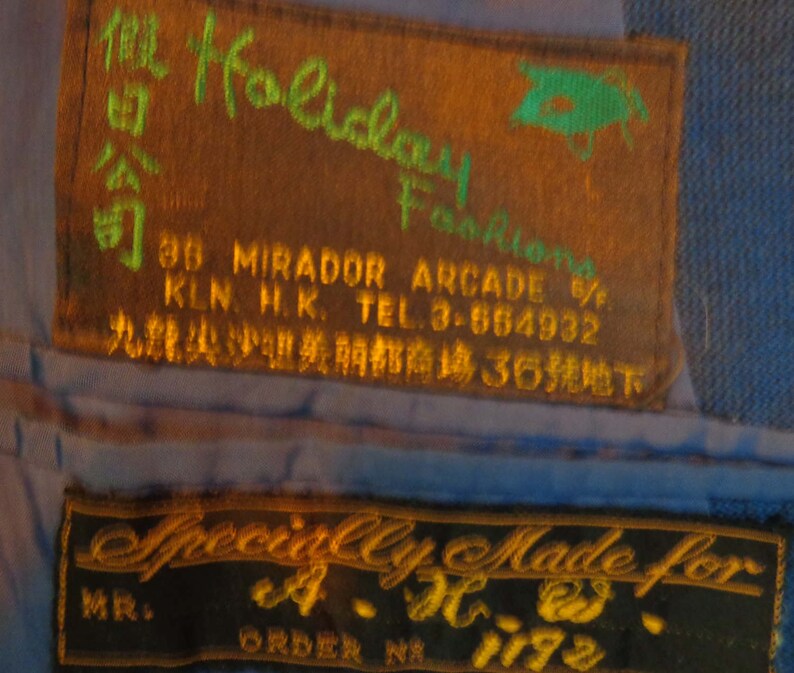 假日公司
Holiday
Fashions
36 MIRADOR ARCADE G/F.
KLN. H.K. TEL. 3-664932
九龍尖沙咀美麗都商場36號地下
Specially Made for
MR. A. H. W.
ORDER No 1192